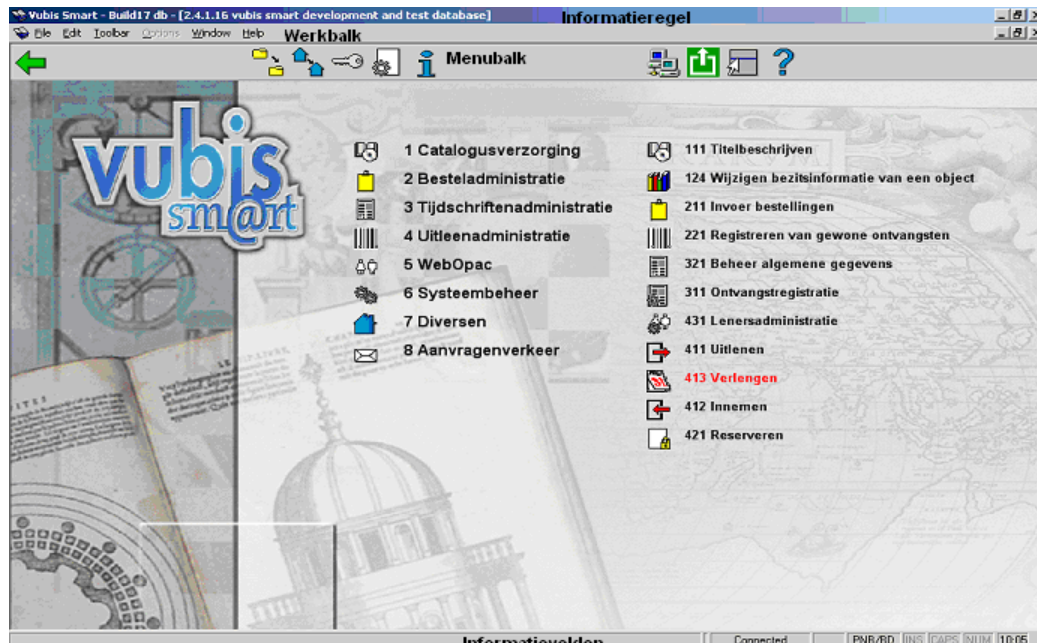 Vubis Smart - Build17 db - [2.4.1.16 vubis smart development and test database]
Informatieregel
File Edit Toolbar Options Window Help
Werkbalk
Menubalk
vubis
sm@rt
1 Catalogusverzorging
2 Besteladministratie
3 Tijdschriftenadministratie
4 Uitleenadministratie
5 WebOpac
6 Systeembeheer
7 Diversen
8 Aanvragenverkeer
111 Titelbeschrijven
124 Wijzigen bezitsinformatie van een object
211 Invoer bestellingen
221 Registreren van gewone ontvangsten
321 Beheer algemene gegevens
311 Ontvangstregistratie
431 Lenersadministratie
411 Uitlenen
413 Verlengen
412 Innemen
421 Reserveren
Informatievelden
Connected
PNB/BD INS CAPS NUM 10:05